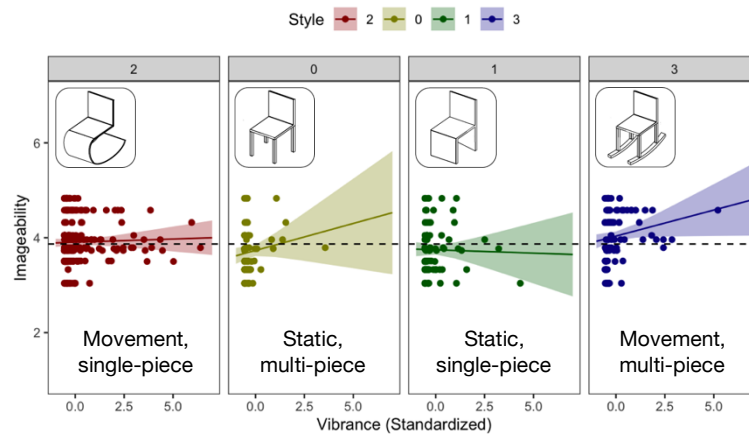 Style 2 0 1 3
2 0 1 3
Imageability
6
4
2
Movement,
single-piece
Static,
multi-piece
Static,
single-piece
Movement,
multi-piece
0.0 2.5 5.0 0.0 2.5 5.0 0.0 2.5 5.0 0.0 2.5 5.0
Vibrance (Standardized)